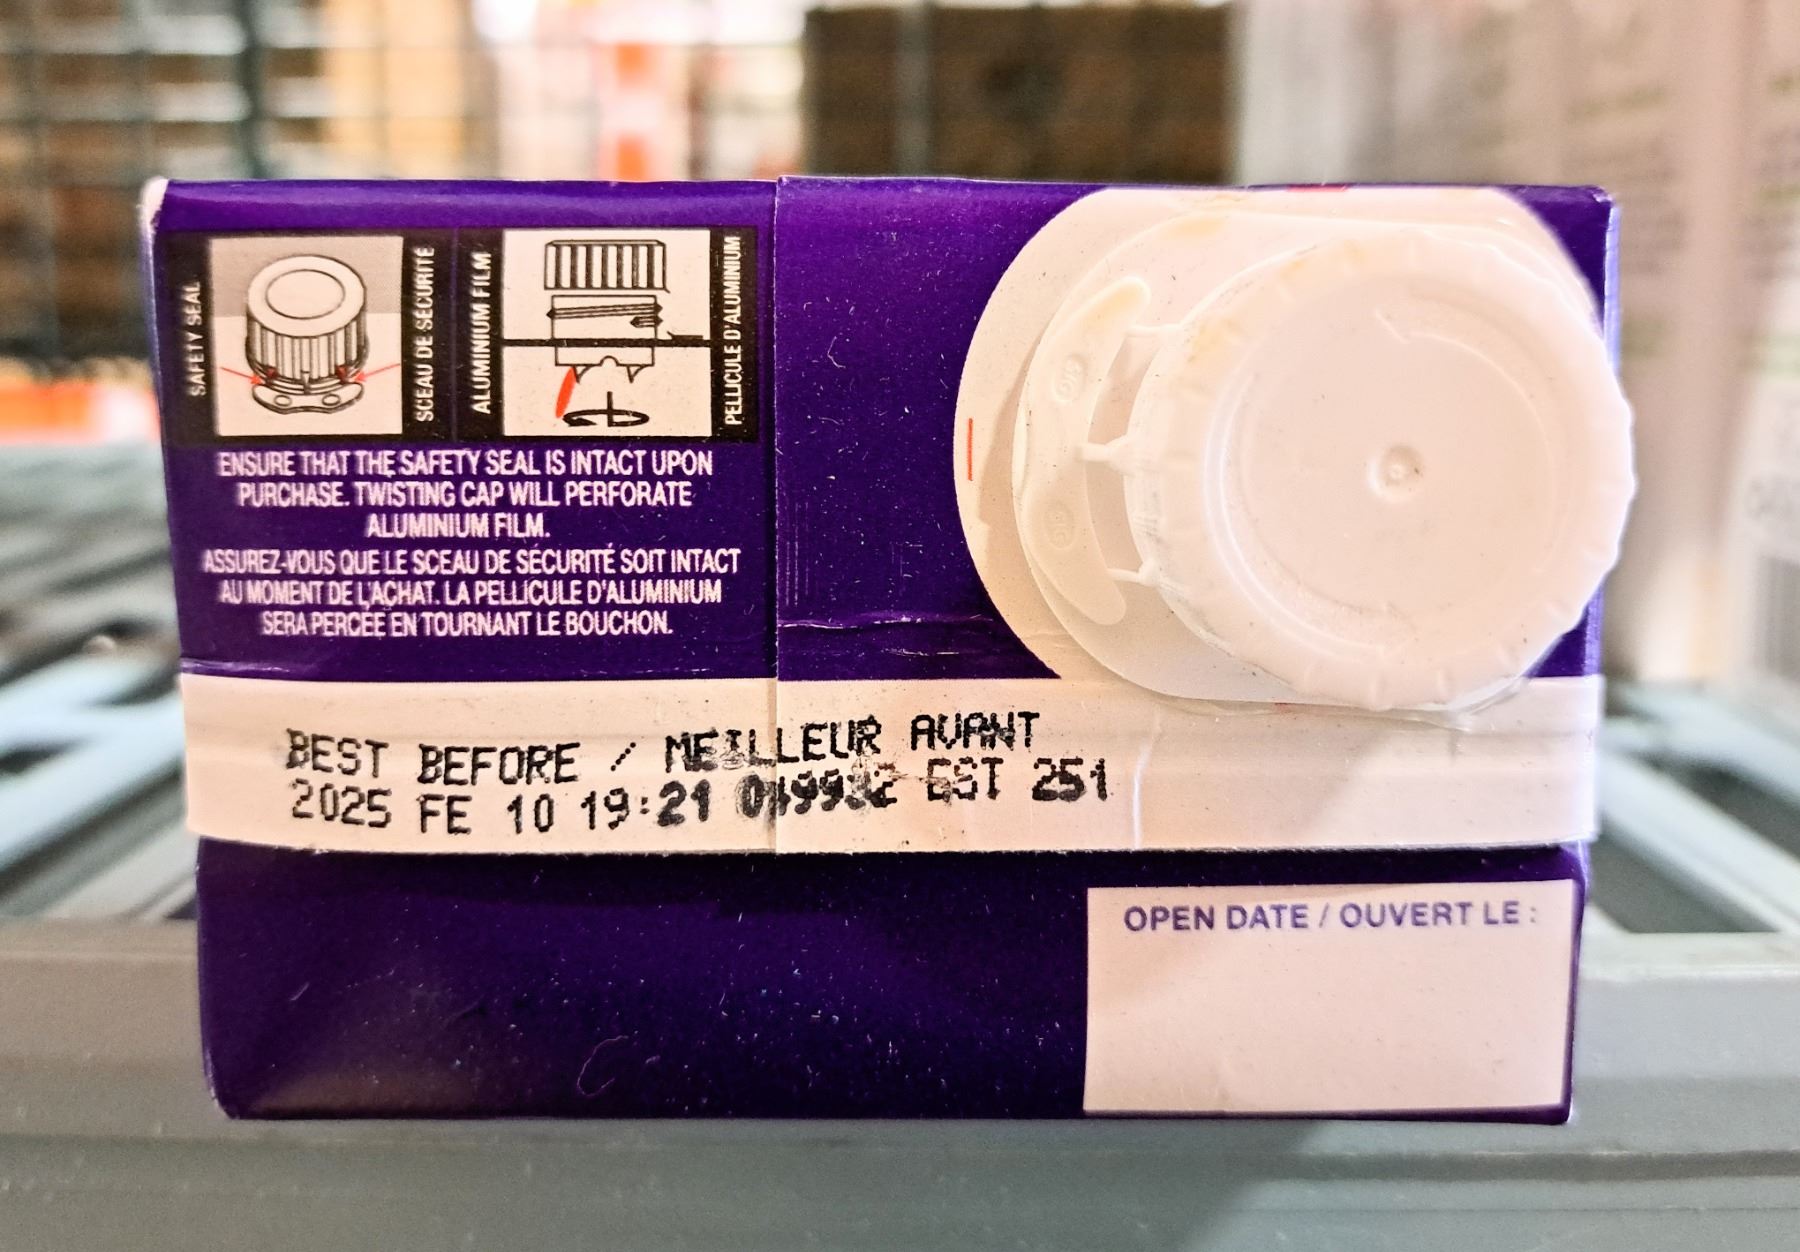 SAFETY SEAL
SCEAU DE SÉCURITÉ
ALUMINIUM FILM
PELLICULE D'ALUMINIUM
ENSURE THAT THE SAFETY SEAL IS INTACT UPON
PURCHASE. TWISTING CAP WILL PERFORATE
ALUMINIUM FILM.
ASSUREZ-VOUS QUE LE SCEAU DE SÉCURITÉ SOIT INTACT
AU MOMENT DE L'ACHAT. LA PELLICULE D'ALUMINIUM
SERA PERCÉE EN TOURNANT LE BOUCHON.
BEST BEFORE / MEILLEUR AVANT
2025 FE 10 19:21 EST 251
OPEN DATE / OUVERT LE :